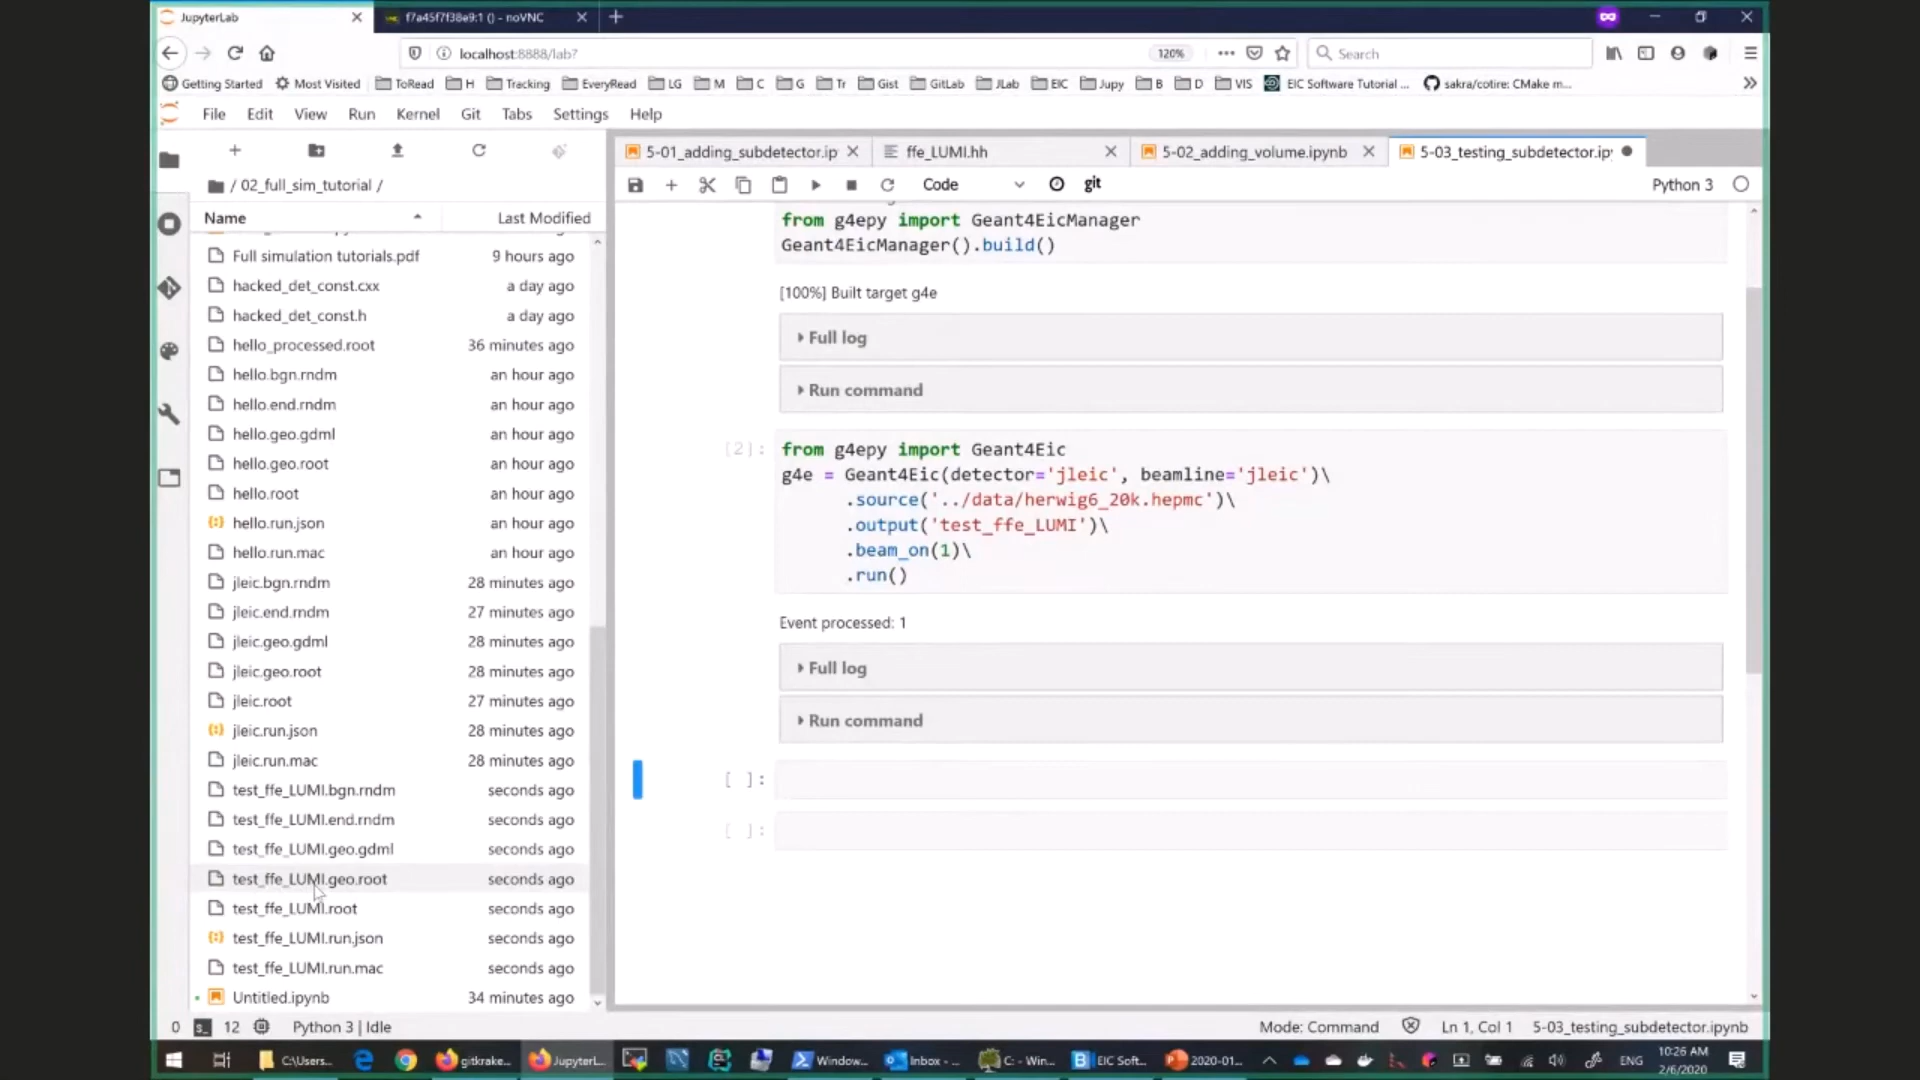 JupyterLab
f7a45f7f38e9:1 () - noVNC
localhost:8888/lab?
120%
Search
Getting Started
Most Visited
ToRead
H
Tracking
EveryRead
LG
M
C
G
Tr
Gist
GitLab
JLab
EIC
Jupy
B
D
VIS
EIC Software Tutorial ...
sakra/cotire: CMake m...
File
Edit
View
Run
Kernel
Git
Tabs
Settings
Help
/ 02_full_sim_tutorial /
Name
Last Modified
Full simulation tutorials.pdf 9 hours ago
hacked_det_const.cxx a day ago
hacked_det_const.h a day ago
hello_processed.root 36 minutes ago
hello.bgn.rndm an hour ago
hello.end.rndm an hour ago
hello.geo.gdml an hour ago
hello.geo.root an hour ago
hello.root an hour ago
hello.run.json an hour ago
hello.run.mac an hour ago
jleic.bgn.rndm 28 minutes ago
jleic.end.rndm 27 minutes ago
jleic.geo.gdml 28 minutes ago
jleic.geo.root 28 minutes ago
jleic.root 27 minutes ago
jleic.run.json 28 minutes ago
jleic.run.mac 28 minutes ago
test_ffe_LUMI.bgn.rndm seconds ago
test_ffe_LUMI.end.rndm seconds ago
test_ffe_LUMI.geo.gdml seconds ago
test_ffe_LUMI.geo.root seconds ago
test_ffe_LUMI.root seconds ago
test_ffe_LUMI.run.json seconds ago
test_ffe_LUMI.run.mac seconds ago
Untitled.ipynb 34 minutes ago
5-01_adding_subdetector.ip
ffe_LUMI.hh
5-02_adding_volume.ipynb
5-03_testing_subdetector.ipy
Code
git
Python 3
from g4epy import Geant4EicManager
Geant4EicManager().build()
[100%] Built target g4e
Full log
Run command
[2]:
from g4epy import Geant4Eic
g4e = Geant4Eic(detector='jleic', beamline='jleic')\
.source('../data/herwig6_20k.hepmc')\
.output('test_ffe_LUMI')\
.beam_on(1)\
.run()
Event processed: 1
Full log
Run command
[ ]:
[ ]:
0
12
Python 3 | Idle
Mode: Command
Ln 1, Col 1
5-03_testing_subdetector.ipynb
C:\Users...
gitkrake...
JupyterL...
Window...
Inbox - ...
C: - Win...
EIC Soft...
2020-01...
ENG
10:26 AM
2/6/2020